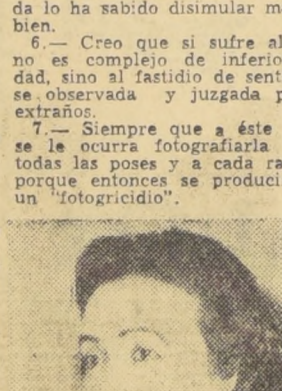 da lo ha sabido disimular m
bien.
6.— Creo que si sufre al
no es complejo de inferio
dad, sino al fastidio de sent
se observada y juzgada p
extraños.
7.— Siempre que a éste
se le ocurra fotografiarla
todas las poses y a cada ra
porque entonces se produci
un "fotogricidio".